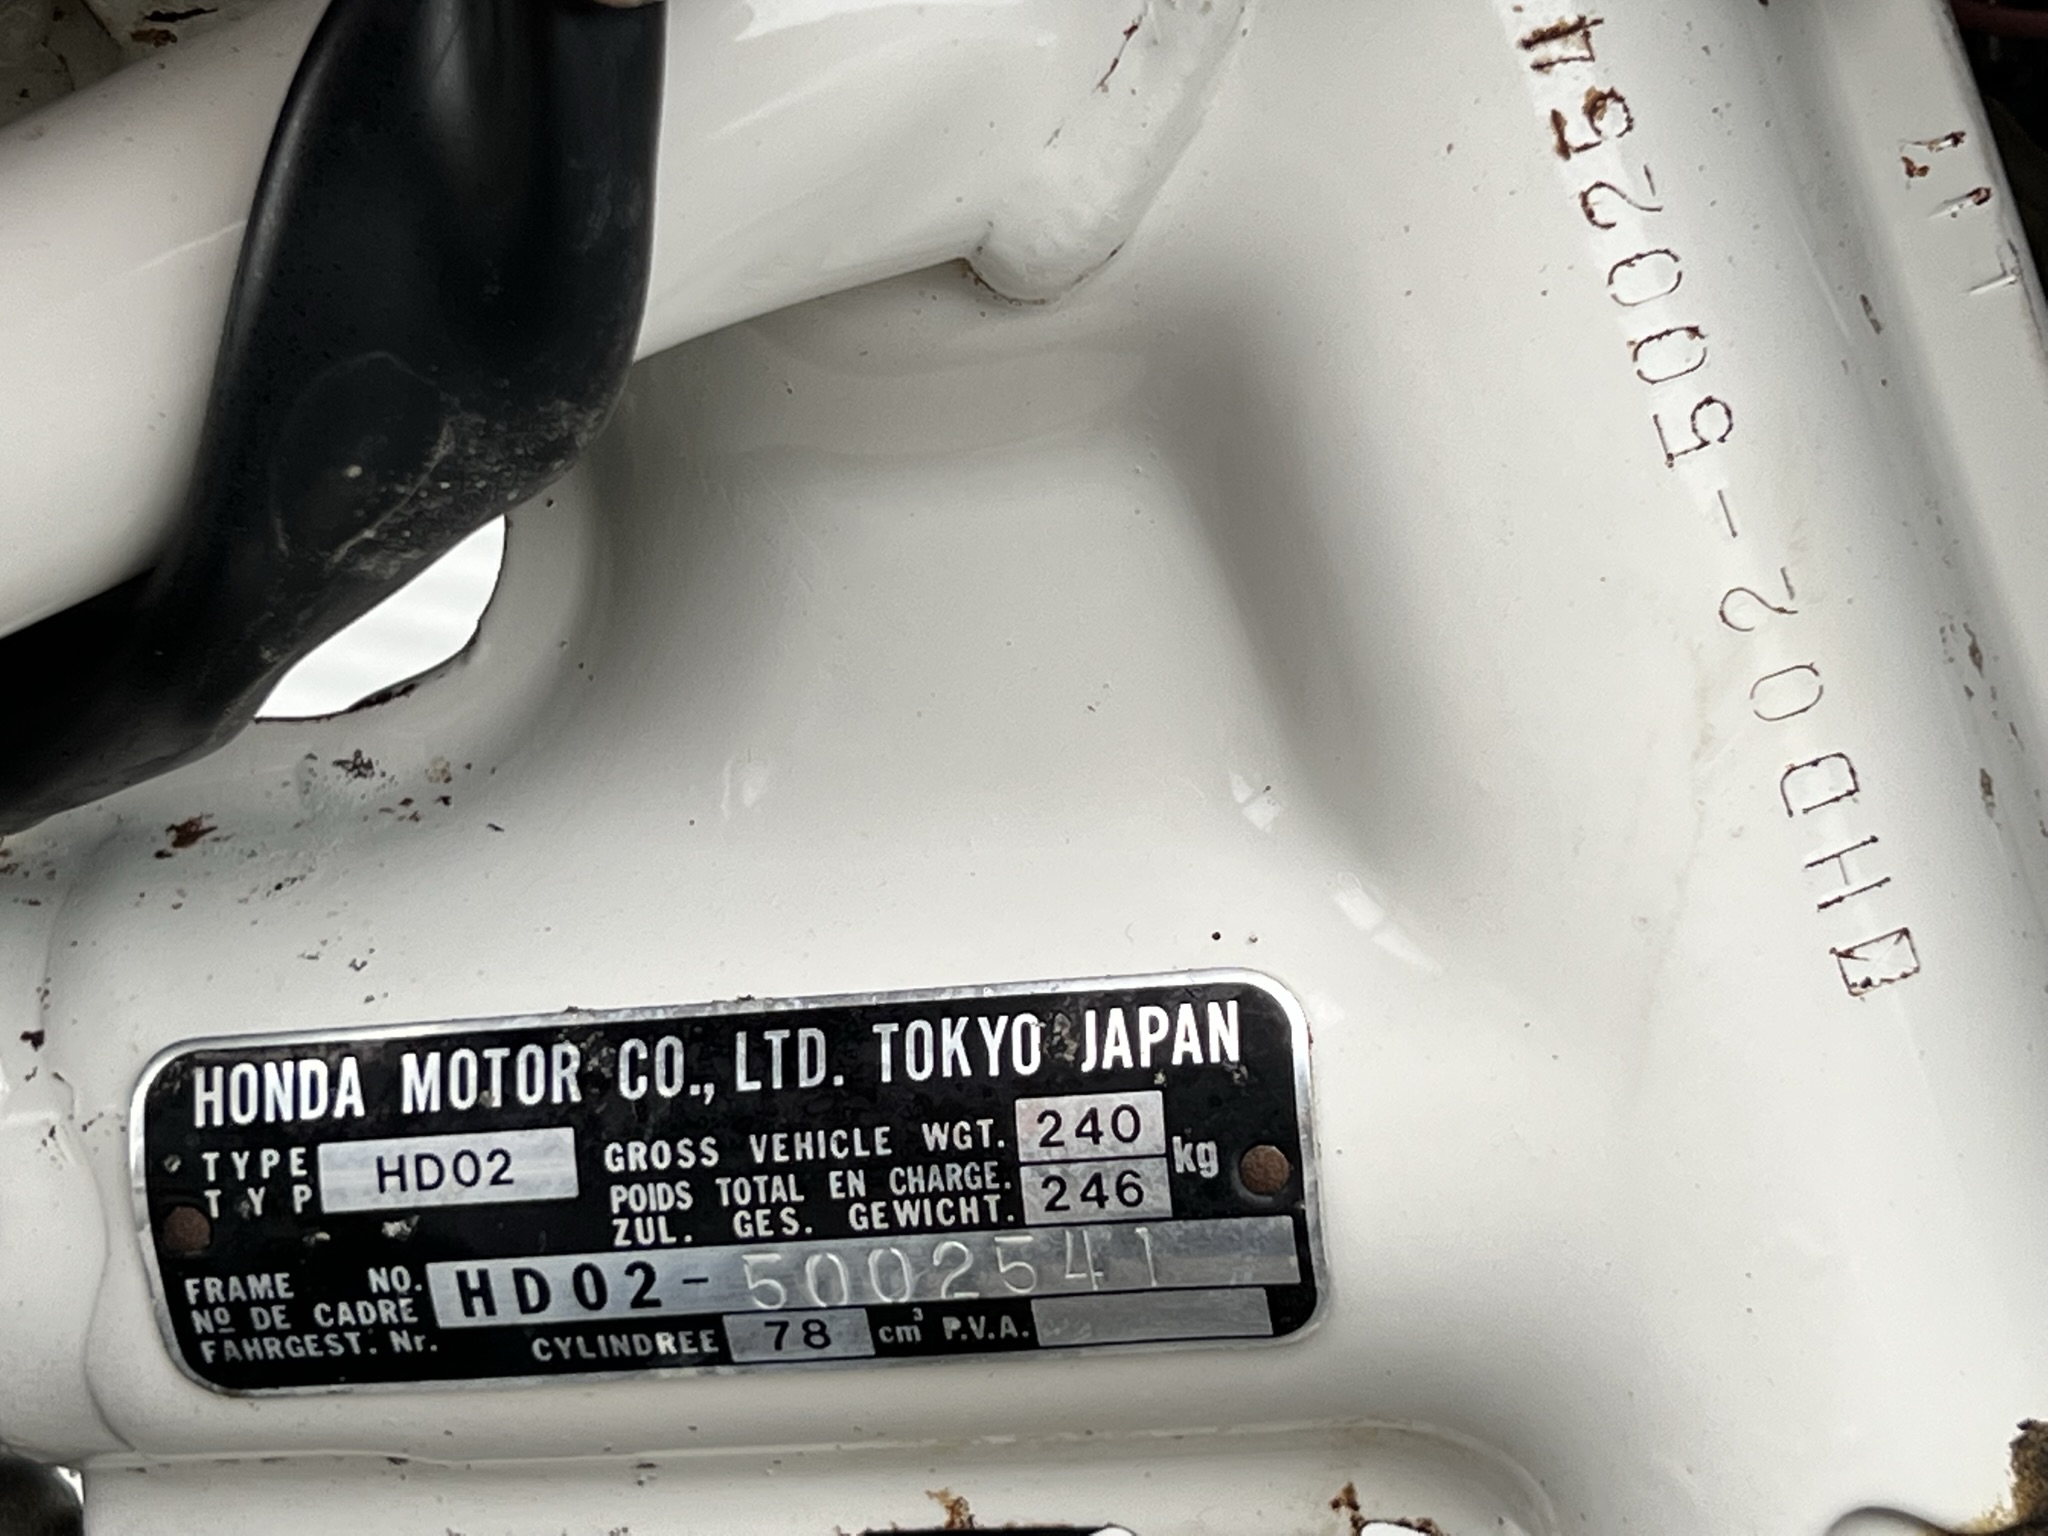 HONDA MOTOR CO., LTD. TOKYO JAPAN
TYPE HD02 GROSS VEHICLE WGT. 240 kg
TYP POIDS TOTAL EN CHARGE. 246
ZUL. GES. GEWICHT.
FRAME NO. HD02-5002541
Nº DE CADRE
FAHRGEST. Nr. CYLINDREE 78 cm³ P.V.A.
HD02-500254